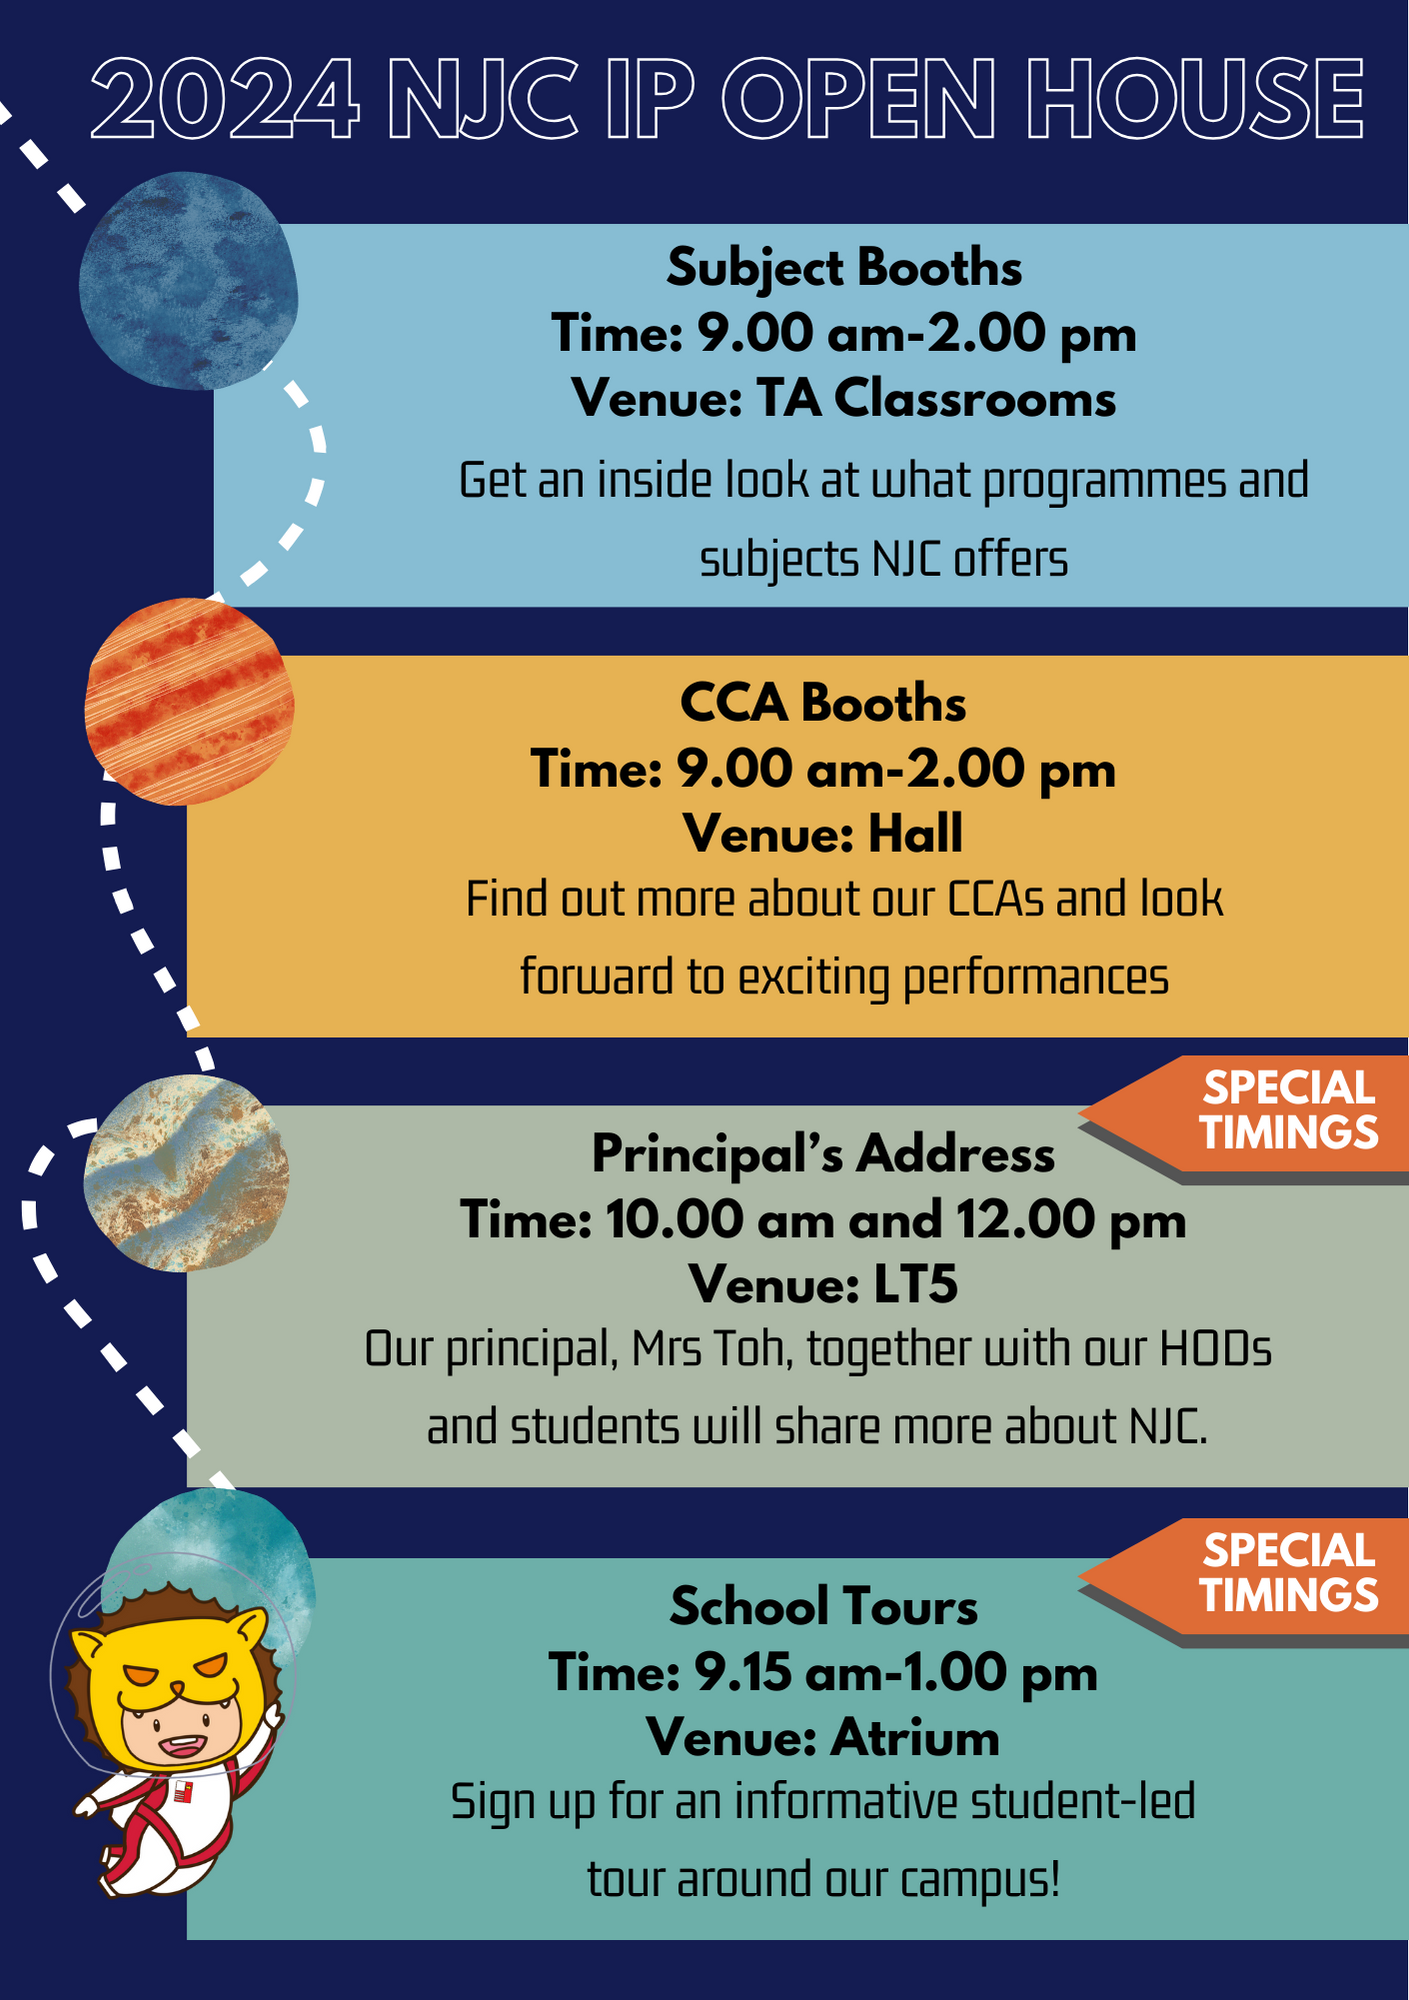 2024 NJC IP OPEN HOUSE
Subject Booths
Time: 9.00 am-2.00 pm
Venue: TA Classrooms
Get an inside look at what programmes and
subjects NJC offers
CCA Booths
Time: 9.00 am-2.00 pm
Venue: Hall
Find out more about our CCAs and look
forward to exciting performances
SPECIAL
TIMINGS
Principal’s Address
Time: 10.00 am and 12.00 pm
Venue: LT5
Our principal, Mrs Toh, together with our HODs
and students will share more about NJC.
SPECIAL
TIMINGS
School Tours
Time: 9.15 am-1.00 pm
Venue: Atrium
Sign up for an informative student-led
tour around our campus!